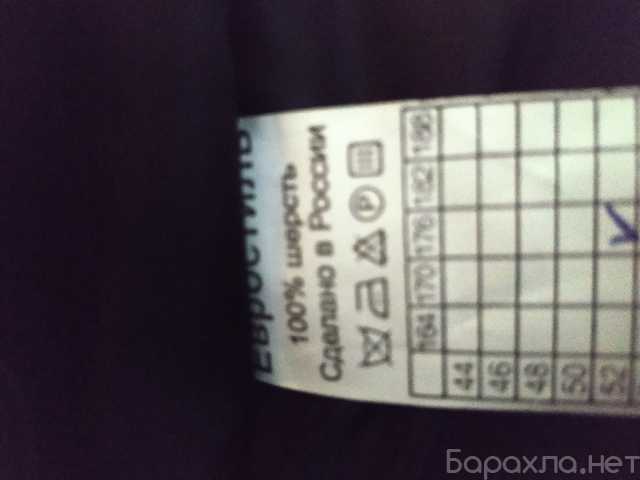 Евростиль
100% шерсть
Сделано в России
P
164 170 176 182 188
44
46
48
50
52
Барахла.нет